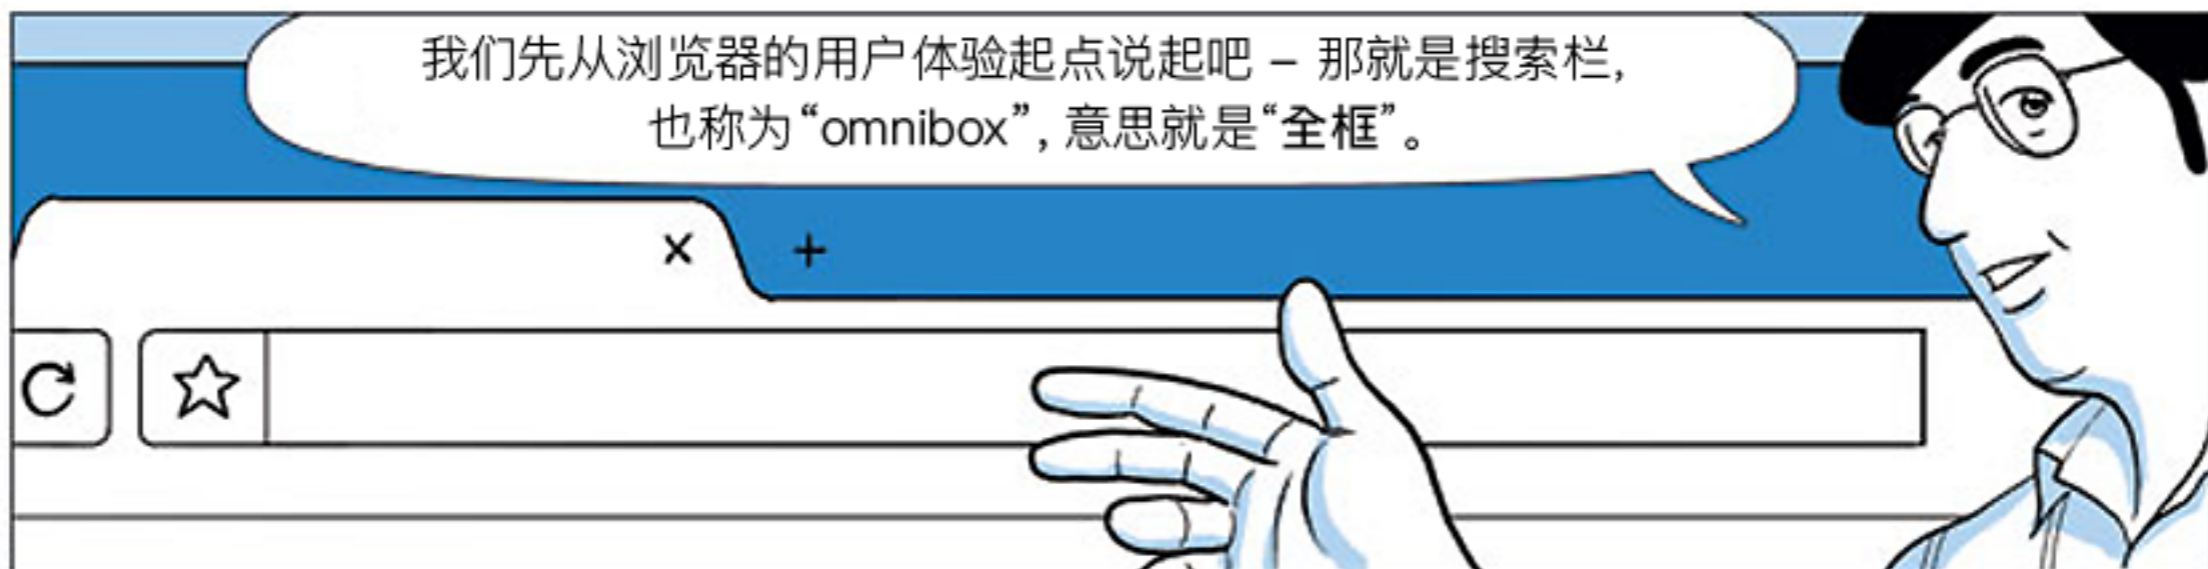 我们先从浏览器的用户体验起点说起吧 – 那就是搜索栏,
也称为“omnibox”, 意思就是“全框”。